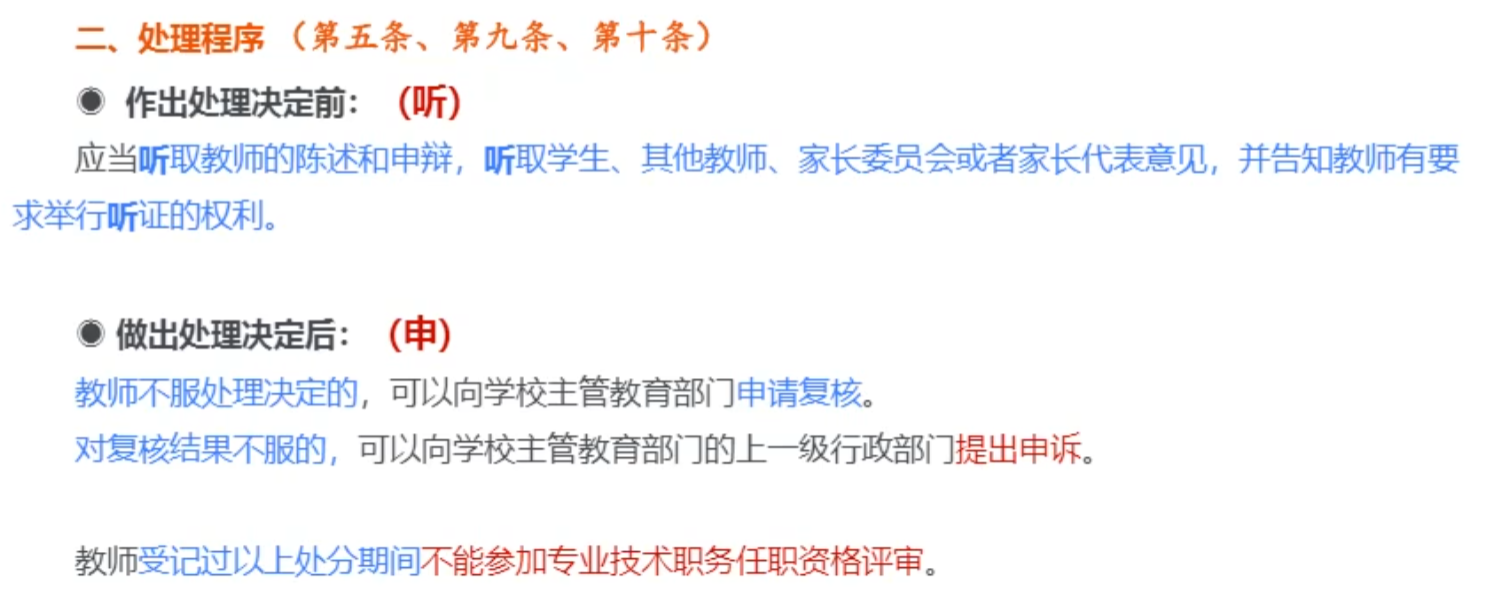 二、处理程序（第五条、第九条、第十条）
◉ 作出处理决定前：（听）
应当听取教师的陈述和申辩，听取学生、其他教师、家长委员会或者家长代表意见，并告知教师有要
求举行听证的权利。
◉ 做出处理决定后：（申）
教师不服处理决定的，可以向学校主管教育部门申请复核。
对复核结果不服的，可以向学校主管教育部门的上一级行政部门提出申诉。
教师受记过以上处分期间不能参加专业技术职务任职资格评审。